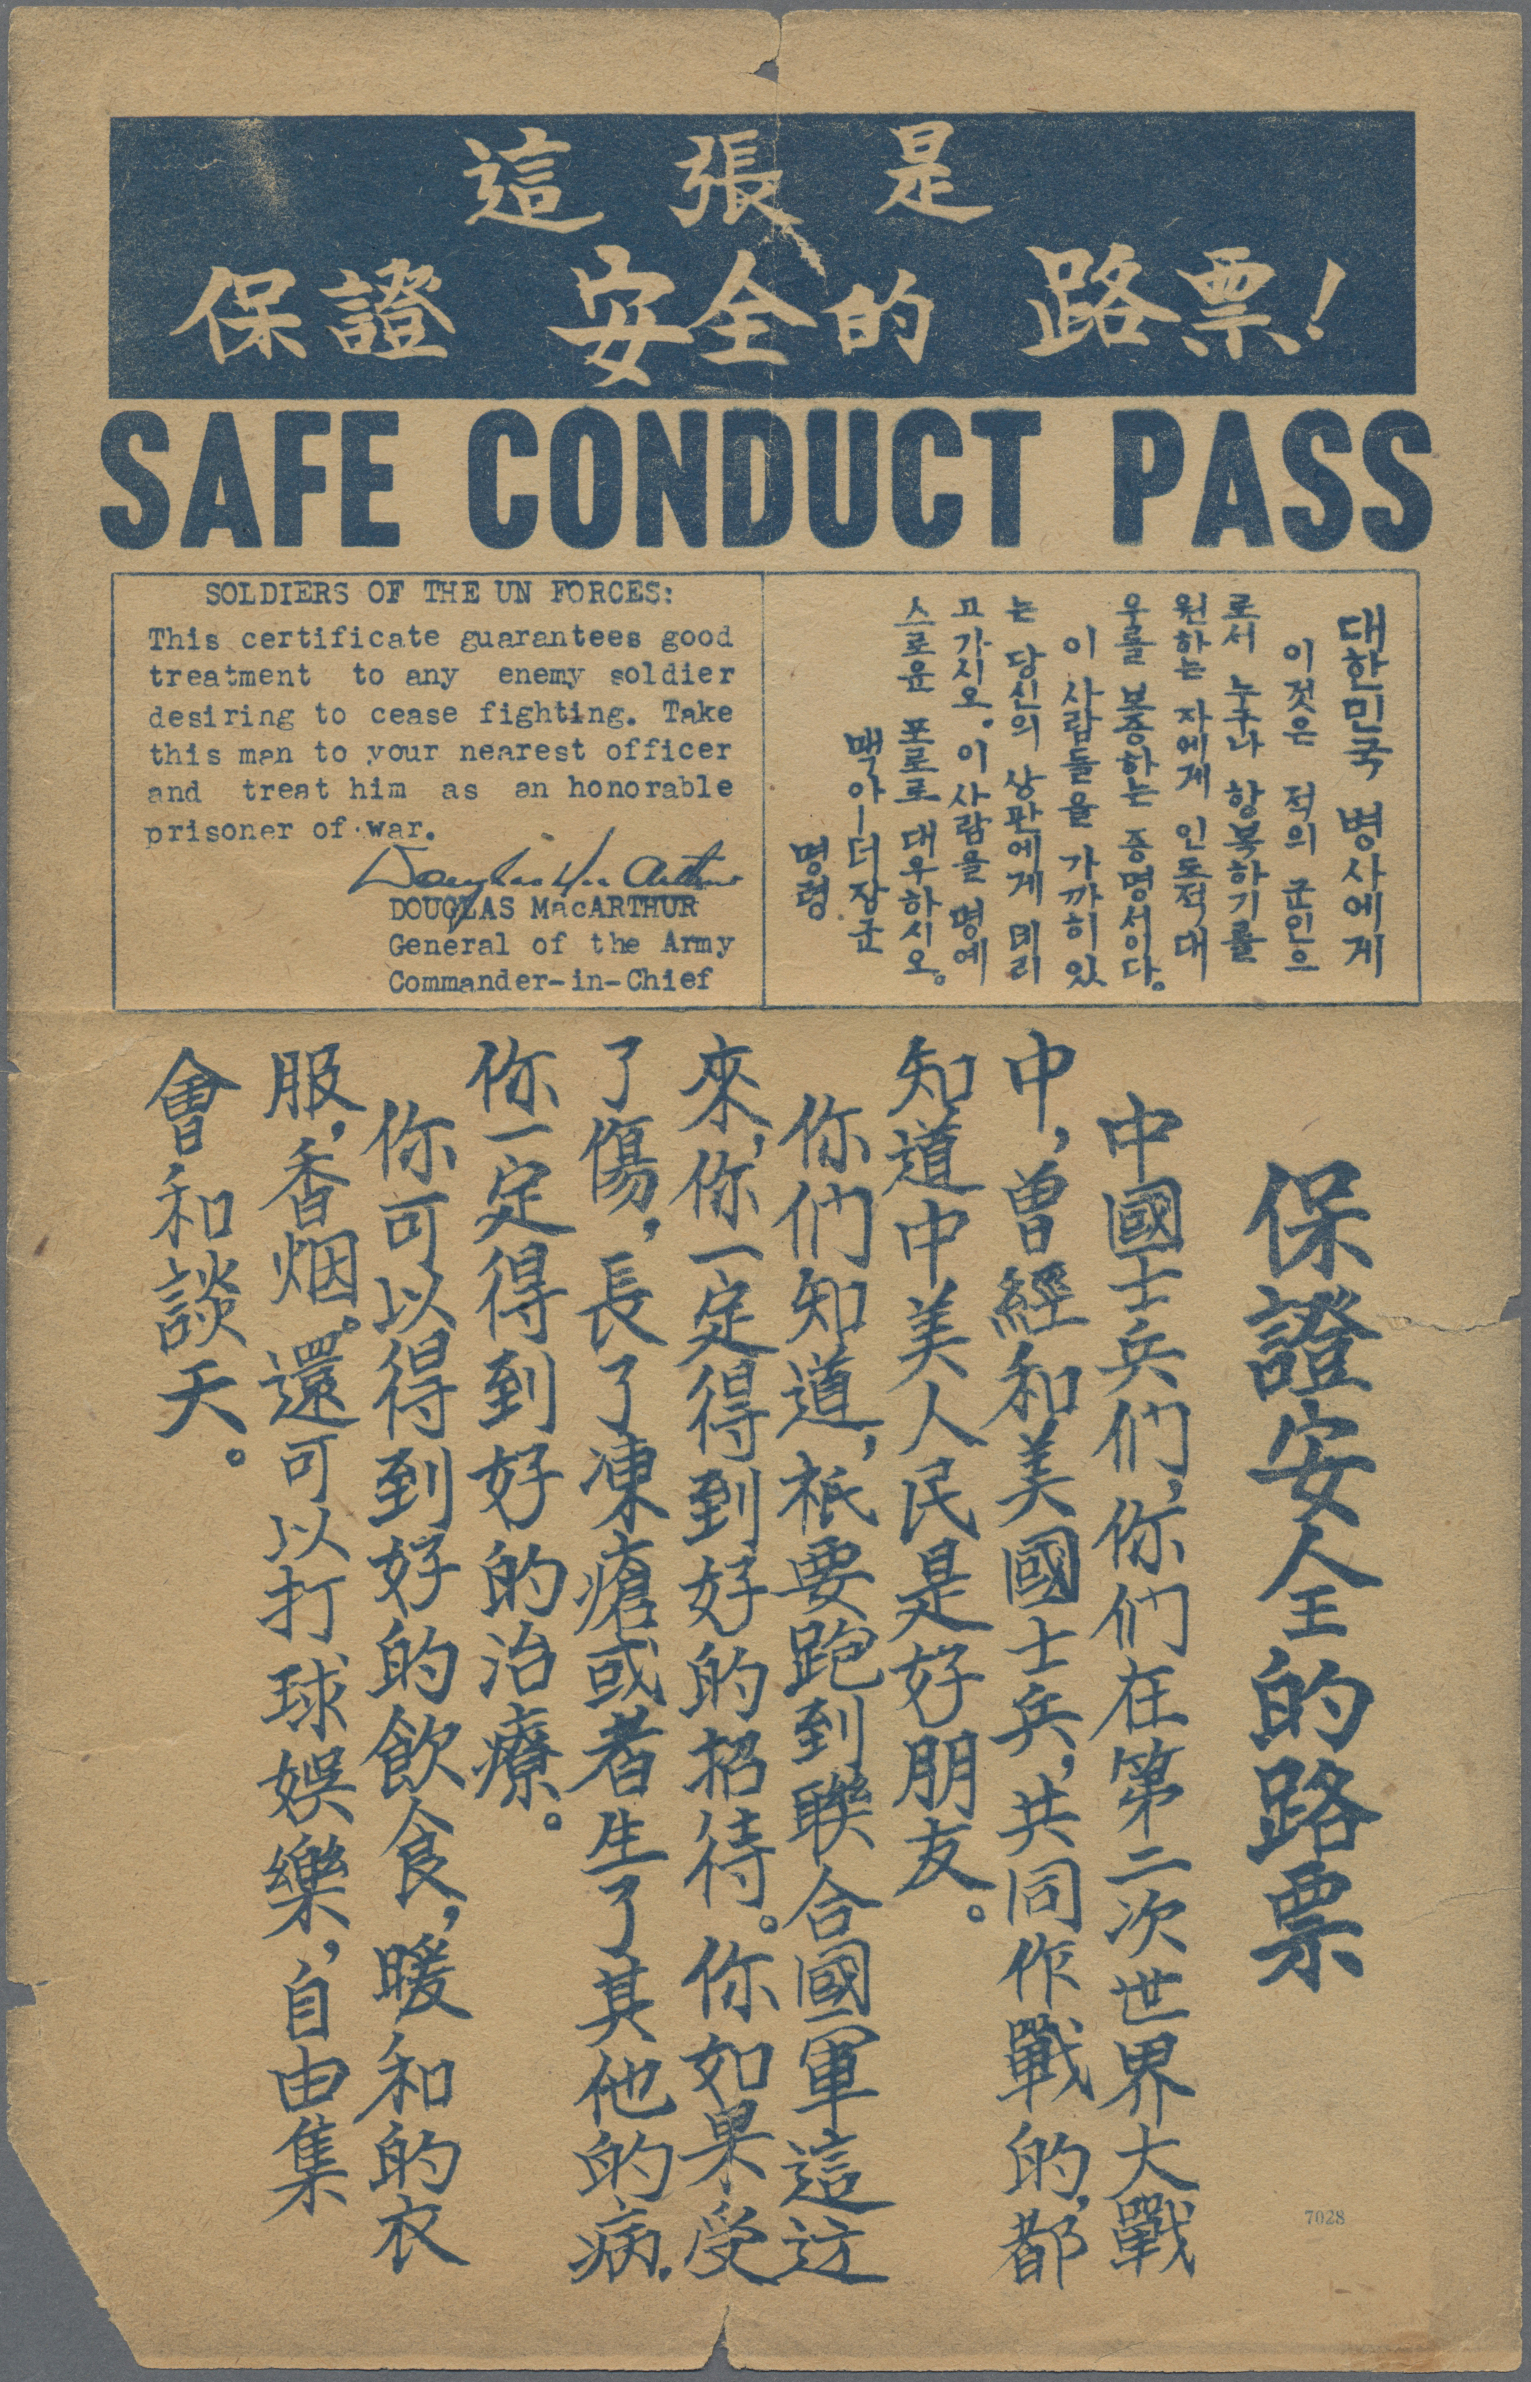 這張是
保證 安全的 路票！
SAFE CONDUCT PASS
SOLDIERS OF THE UN FORCES:
This certificate guarantees good
treatment to any enemy soldier
desiring to cease fighting. Take
this man to your nearest officer
and treat him as an honorable
prisoner of war.
Douglas MacArthur
DOUGLAS MacARTHUR
General of the Army
Commander-in-Chief
대한민국 병사에게
이것은 적의 군인으
로서 누구나 항복하기를
원하는 자에게 인도적 대
우를 보증하는 증명서이다。
이 사람들을 가까히 있
는 당신의 상관에게 데리
고 가시오。이 사람을 명예
스로운 포로로 대우하시오。
맥아ー더 장군
명령
保證安全的路票
中國士兵们，你们在第二次世界大戰
中，曾經和美國士兵，共同作戰的，都
知道中美人民是好朋友。
你们知道，祗要跑到联合國軍這边
來，你一定得到好的招待。你如果受
了傷，長了凍瘡或者生了其他的病．
你一定得到好的治療。
你可以得到好的飲食，暖和的衣
服，香烟。還可以打球娛樂，自由集
會和談天。
7028